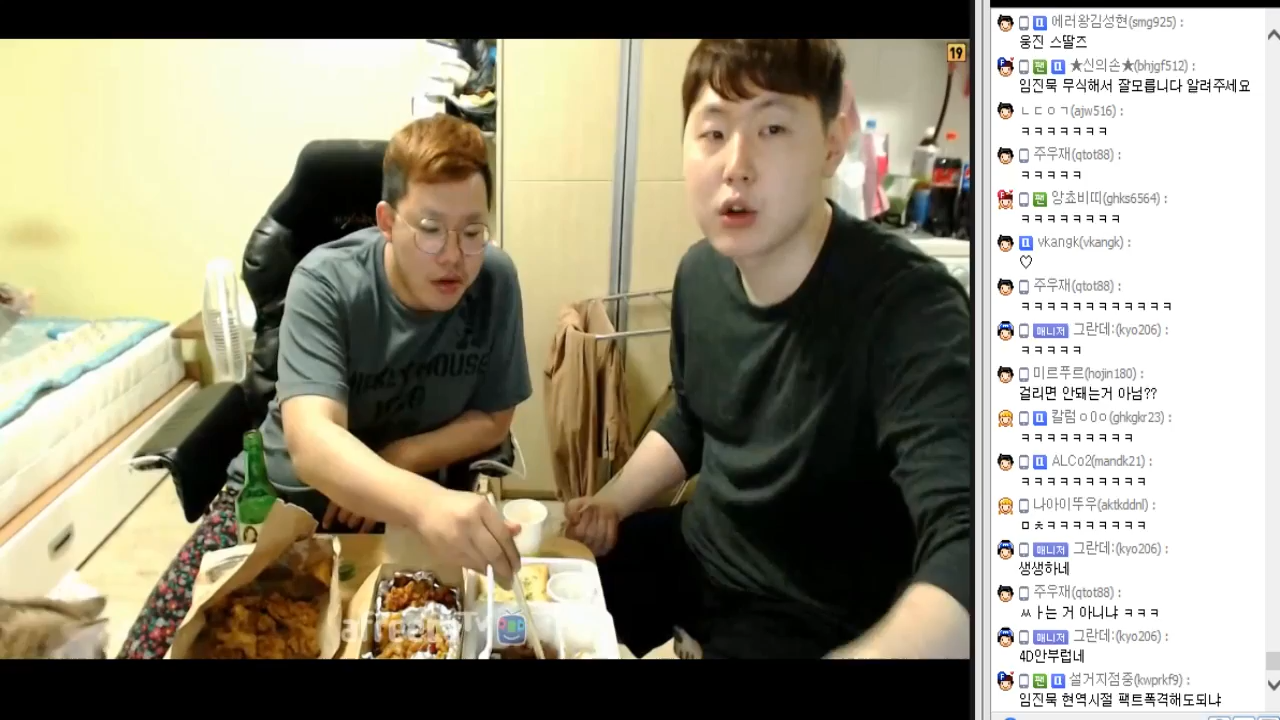 19
afreecaTV
에러왕김성현(smg925) :
웅진 스딸즈
팬 ★신의손★(bhjgf512) :
임진묵 무식해서 잘모릅니다 알려주세요
ㄴㄷㅇㄱ(ajw516) :
ㅋㅋㅋㅋㅋㅋㅋ
주우재(qtot88) :
ㅋㅋㅋㅋㅋ
팬 앙쵸비띠(ghks6564) :
ㅋㅋㅋㅋㅋㅋㅋㅋ
vkangk(vkangk) :
♡
주우재(qtot88) :
ㅋㅋㅋㅋㅋㅋㅋㅋㅋㅋㅋㅋ
매니저 그란데:(kyo206) :
ㅋㅋㅋㅋㅋ
미르푸르(hojin180) :
걸리면 안돼는거 아님??
칼럼ㅇ0ㅇ(ghkgkr23) :
ㅋㅋㅋㅋㅋㅋㅋㅋㅋ
ALCo2(mandk21) :
ㅋㅋㅋㅋㅋㅋㅋㅋㅋㅋ
나아이뚜우(aktkddnl) :
ㅁㅊㅋㅋㅋㅋㅋㅋㅋㅋ
매니저 그란데:(kyo206) :
생생하네
주우재(qtot88) :
ㅆㅏ는 거 아니냐 ㅋㅋㅋ
매니저 그란데:(kyo206) :
4D안부럽네
팬 설거지점중(kwprkf9) :
임진묵 현역시절 팩트폭격해도되냐